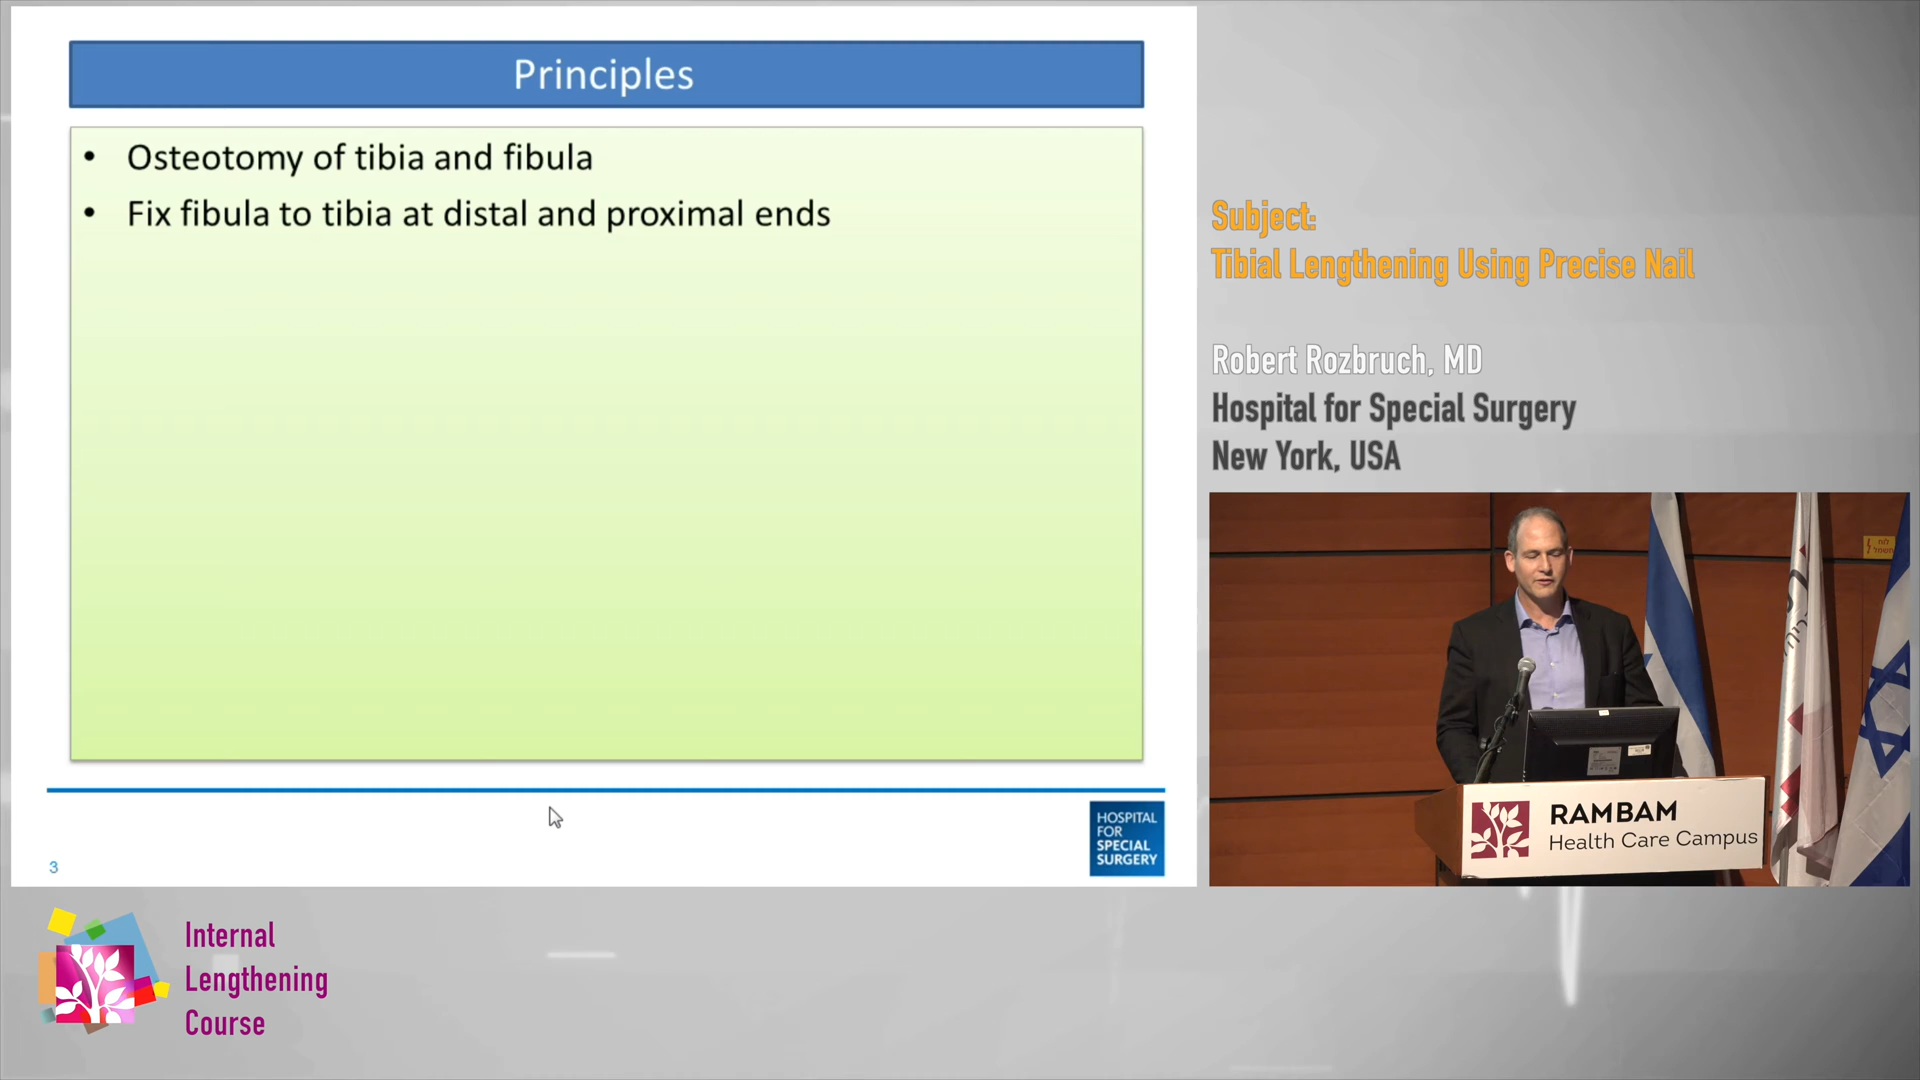 Principles
• Osteotomy of tibia and fibula
• Fix fibula to tibia at distal and proximal ends
3
HOSPITAL
FOR
SPECIAL
SURGERY
Subject:
Tibial Lengthening Using Precise Nail
Robert Rozbruch, MD
Hospital for Special Surgery
New York, USA
RAMBAM
Health Care Campus
Internal
Lengthening
Course